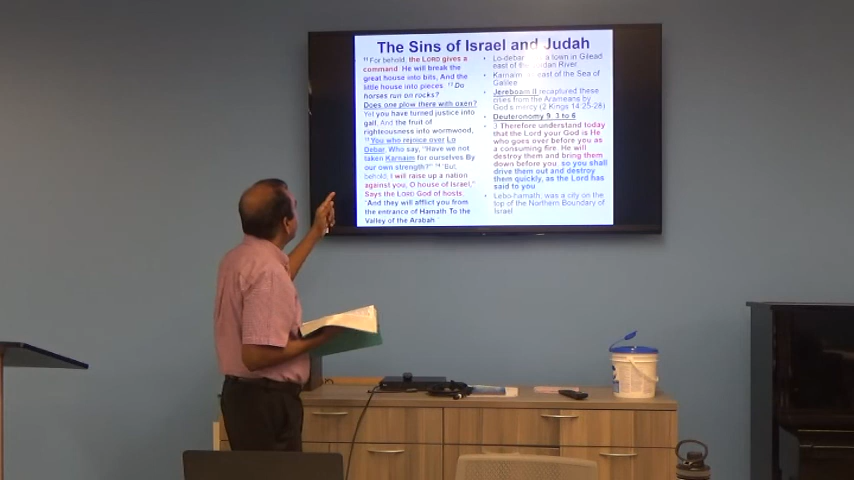 The Sins of Israel and Judah
11 For behold, the LORD gives a
command: He will break the
great house into bits, And the
little house into pieces. 12 Do
horses run on rocks?
Does one plow there with oxen?
Yet you have turned justice into
gall, And the fruit of
righteousness into wormwood,
13 You who rejoice over Lo
Debar, Who say, "Have we not
taken Karnaim for ourselves By
our own strength?" 14 "But,
behold, I will raise up a nation
against you, O house of Israel,"
Says the LORD God of hosts;
"And they will afflict you from
the entrance of Hamath To the
Valley of the Arabah
• Lo-debar a town in Gilead
east of the Jordan River
• Karnaim east of the Sea of
Galilee
• Jereboam II recaptured these
cities from the Arameans by
God's mercy (2 Kings 14:25-28)
• Deuteronomy 9, 3 to 6
• 3 Therefore understand today
that the Lord your God is He
who goes over before you as
a consuming fire. He will
destroy them and bring them
down before you; so you shall
drive them out and destroy
them quickly, as the Lord has
said to you
• Lebo-hamath, was a city on the
top of the Northern Boundary of
Israel